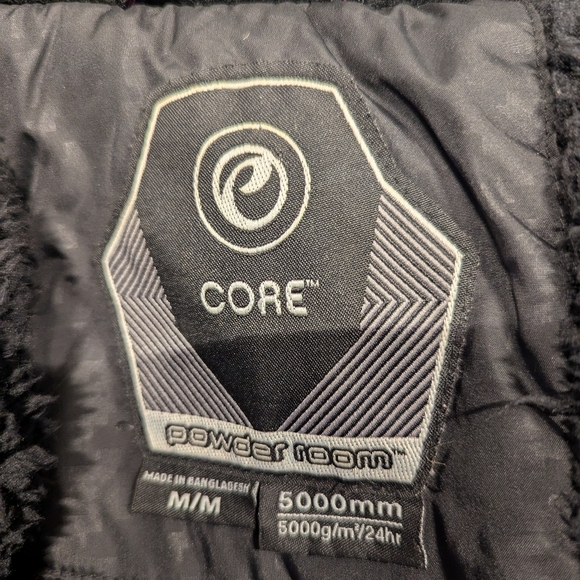 CORE™
powder room™
MADE IN BANGLADESH
M/M
5000mm
5000g/m²/24hr